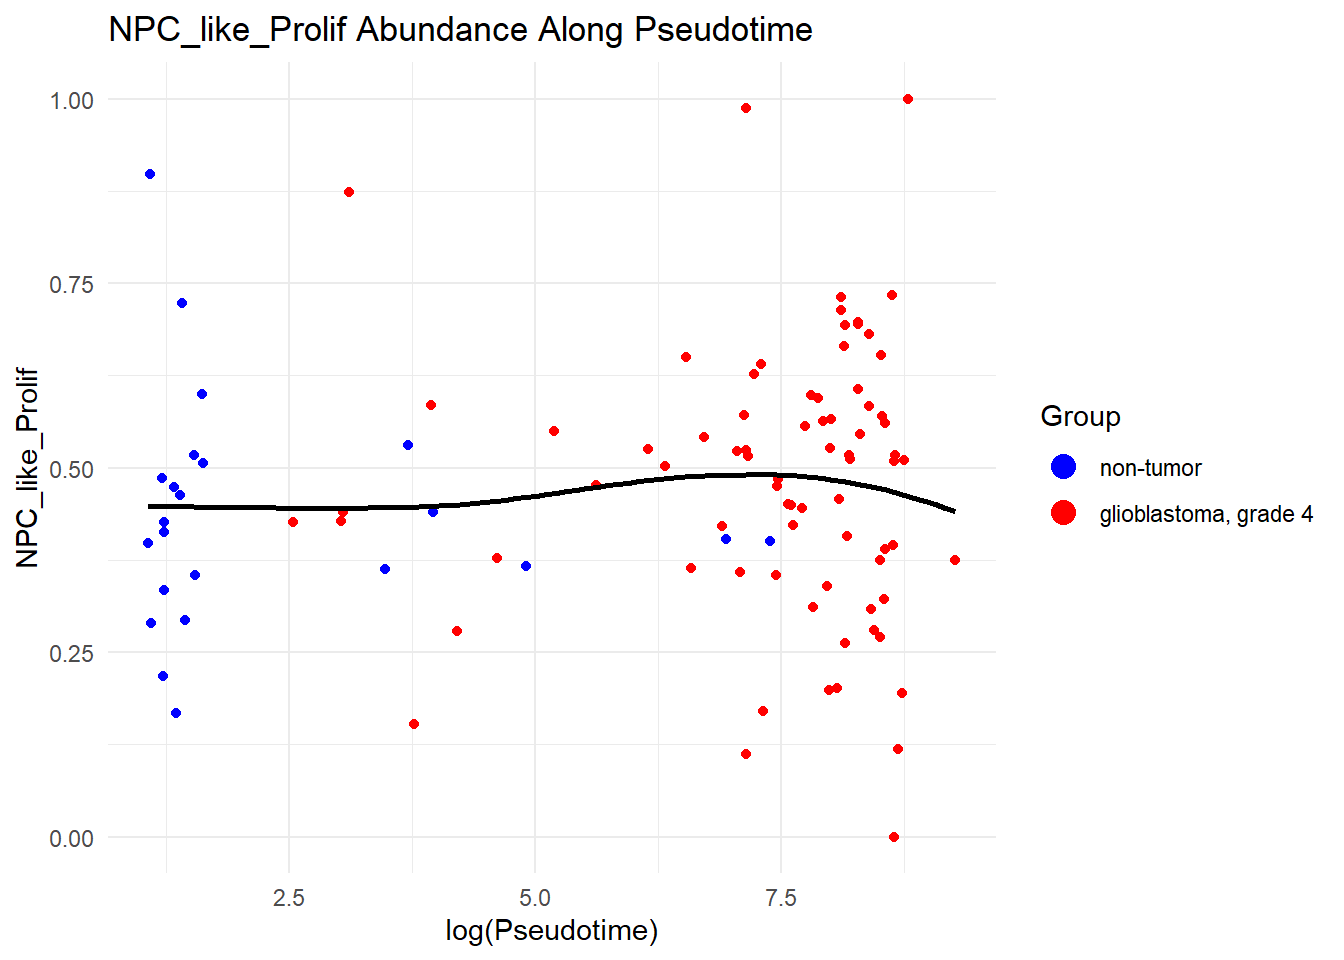 NPC_like_Prolif Abundance Along Pseudotime
NPC_like_Prolif
1.00
0.75
0.50
0.25
0.00
2.5 5.0 7.5
log(Pseudotime)
Group
non-tumor
glioblastoma, grade 4